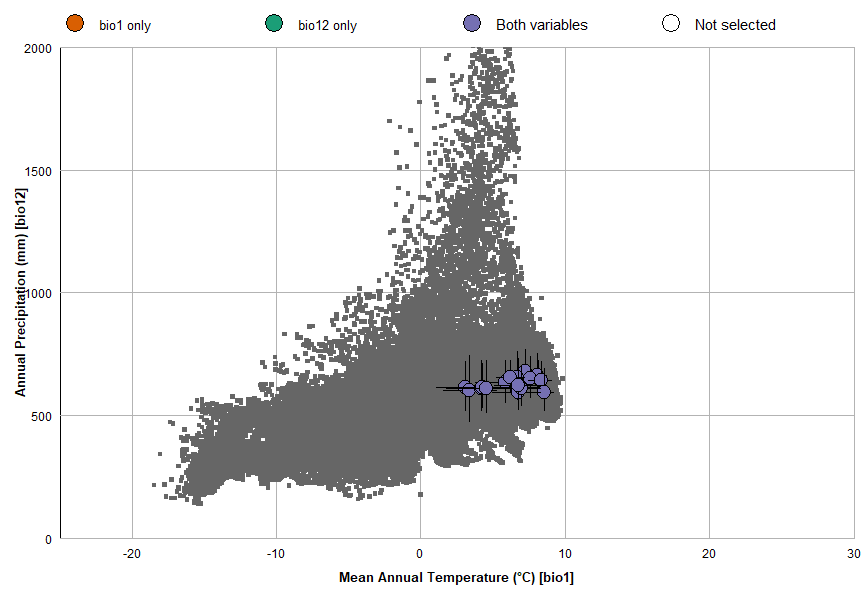 bio1 only
bio12 only
Both variables
Not selected
2000
1500
1000
500
0
Annual Precipitation (mm) [bio12]
-20
-10
0
10
20
30
Mean Annual Temperature (°C) [bio1]